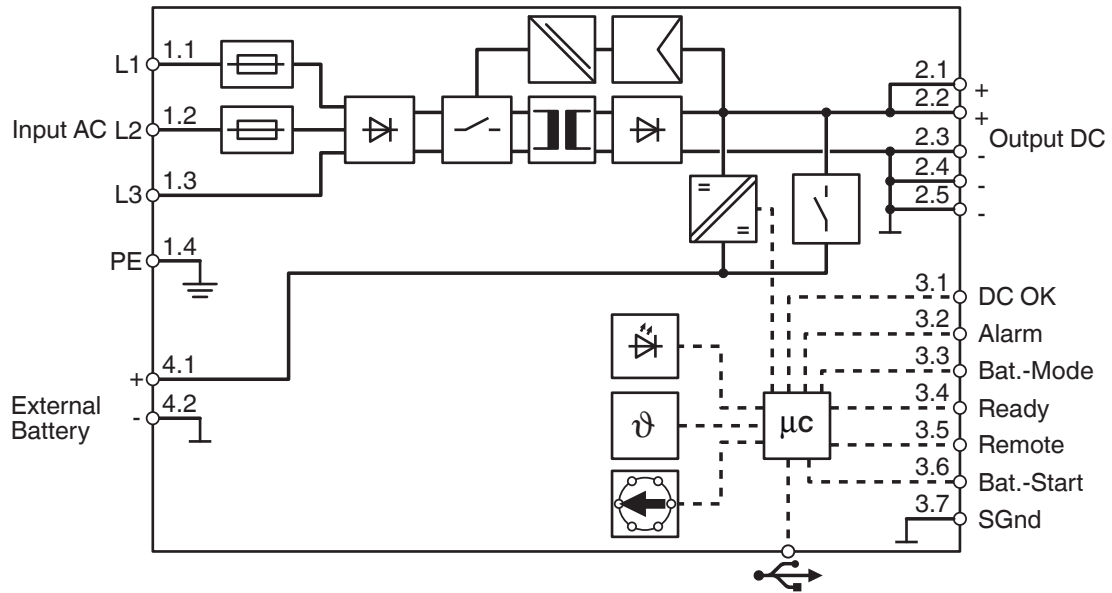 L1 1.1
Input AC L2 1.2
L3 1.3
PE 1.4
+ 4.1
External
Battery
- 4.2
2.1 +
2.2 +
Output DC
2.3 -
2.4 -
2.5 -
= =
3.1 DC OK
3.2 Alarm
3.3 Bat.-Mode
3.4 Ready
3.5 Remote
3.6 Bat.-Start
3.7 SGnd
ϑ
µc